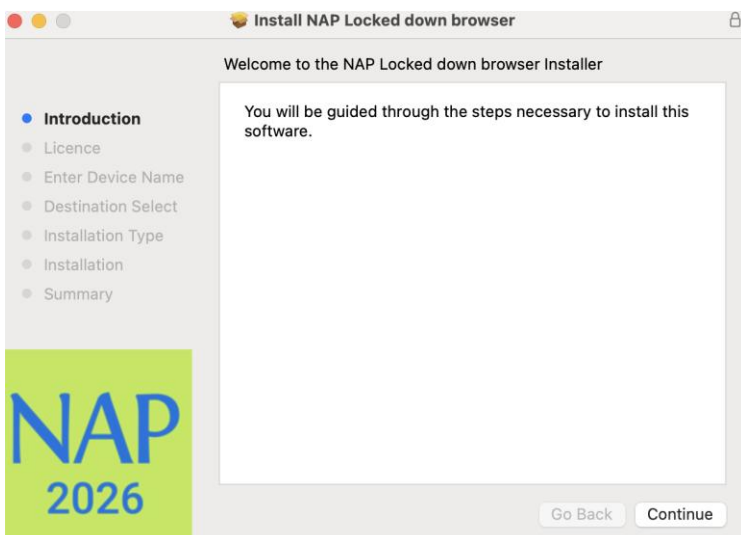 Install NAP Locked down browser
Welcome to the NAP Locked down browser Installer
Introduction
Licence
Enter Device Name
Destination Select
Installation Type
Installation
Summary
You will be guided through the steps necessary to install this
software.
NAP
2026
Go Back
Continue